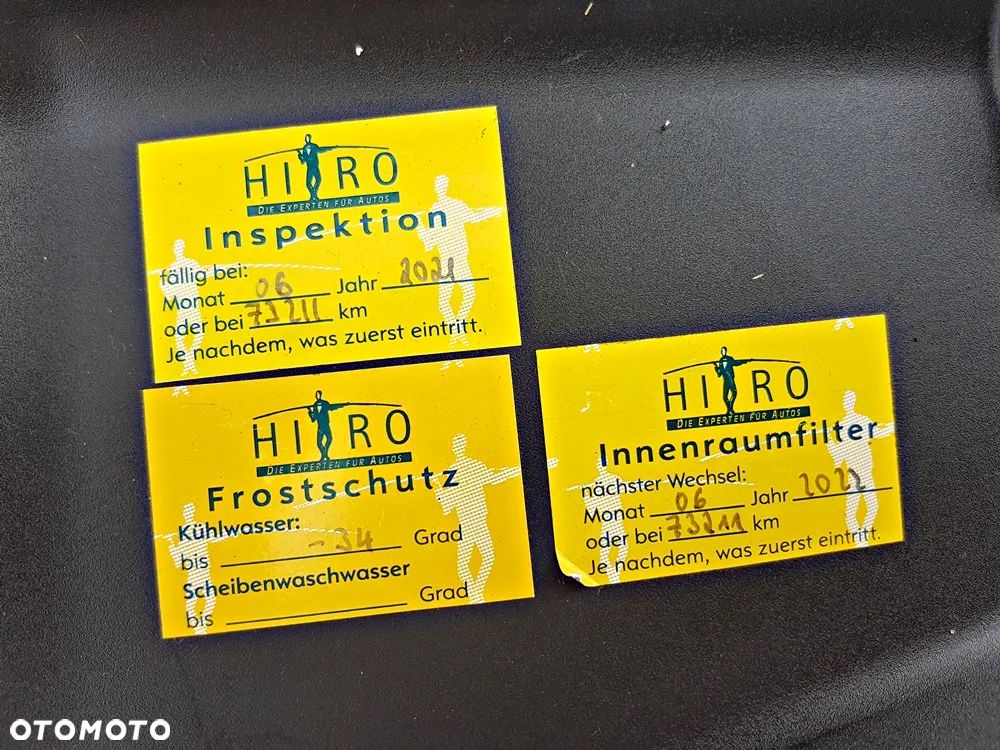 HIRO
DIE EXPERTEN FÜR AUTOS
Inspektion
fällig bei:
Monat 06 Jahr 2021
oder bei 73211 km
Je nachdem, was zuerst eintritt.
HIRO
DIE EXPERTEN FÜR AUTOS
Frostschutz
Kühlwasser:
bis -34 Grad
Scheibenwaschwasser
bis Grad
HIRO
DIE EXPERTEN FÜR AUTOS
Innenraumfilter
nächster Wechsel:
Monat 06 Jahr 2022
oder bei 73211 km
Je nachdem, was zuerst eintritt.
OTOMOTO